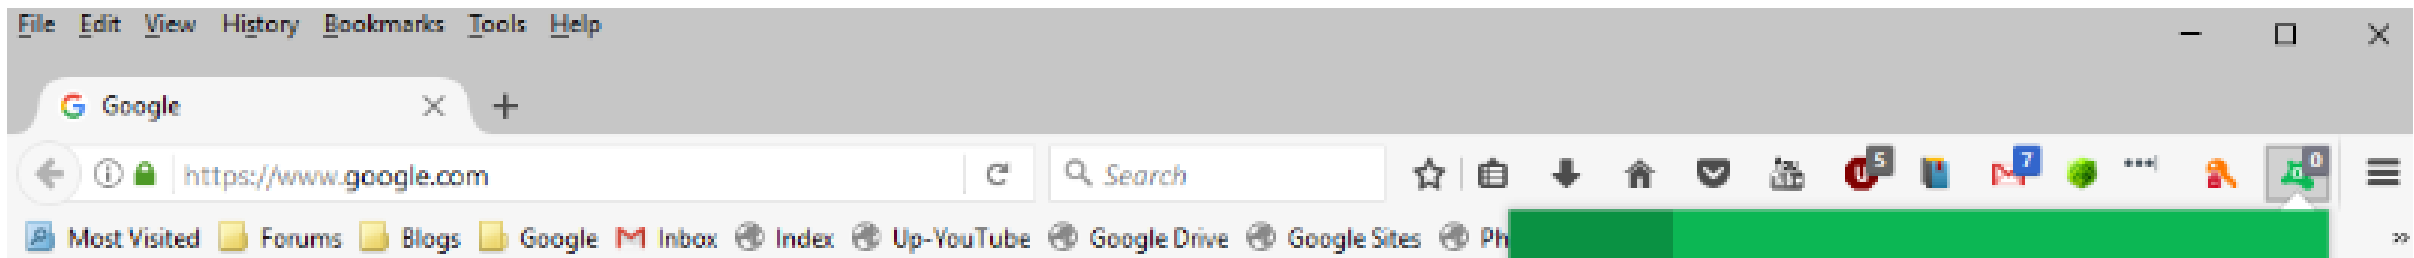 File Edit View History Bookmarks Tools Help
Google
https://www.google.com Search 5 7 0
Most Visited Forums Blogs Google Inbox Index Up-YouTube Google Drive Google Sites Ph